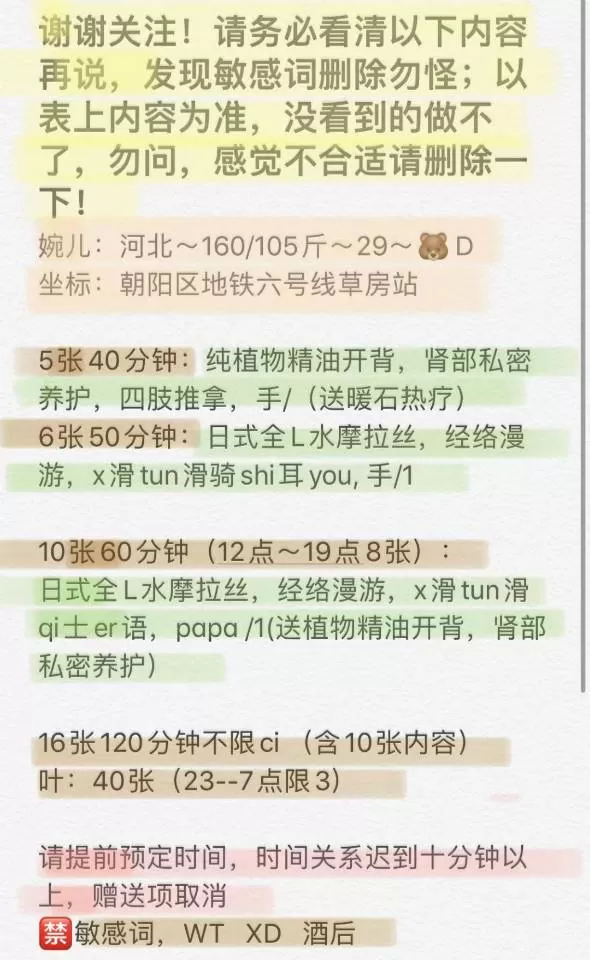 谢谢关注！请务必看清以下内容
再说，发现敏感词删除勿怪；以
表上内容为准，没看到的做不
了，勿问，感觉不合适请删除一
下！
婉儿：河北～160/105斤～29～🐻D
坐标：朝阳区地铁六号线草房站
5张40分钟：纯植物精油开背，肾部私密
养护，四肢推拿，手/（送暖石热疗）
6张50分钟：日式全L水摩拉丝，经络漫
游，x滑tun滑骑shi耳you, 手/1
10张60分钟（12点～19点8张）：
日式全L水摩拉丝，经络漫游，x滑tun滑
qi士er语，papa /1(送植物精油开背，肾部
私密养护）
16张120分钟不限ci （含10张内容）
叶：40张（23--7点限3）
请提前预定时间，时间关系迟到十分钟以
上，赠送项取消
🈲敏感词，WT XD 酒后